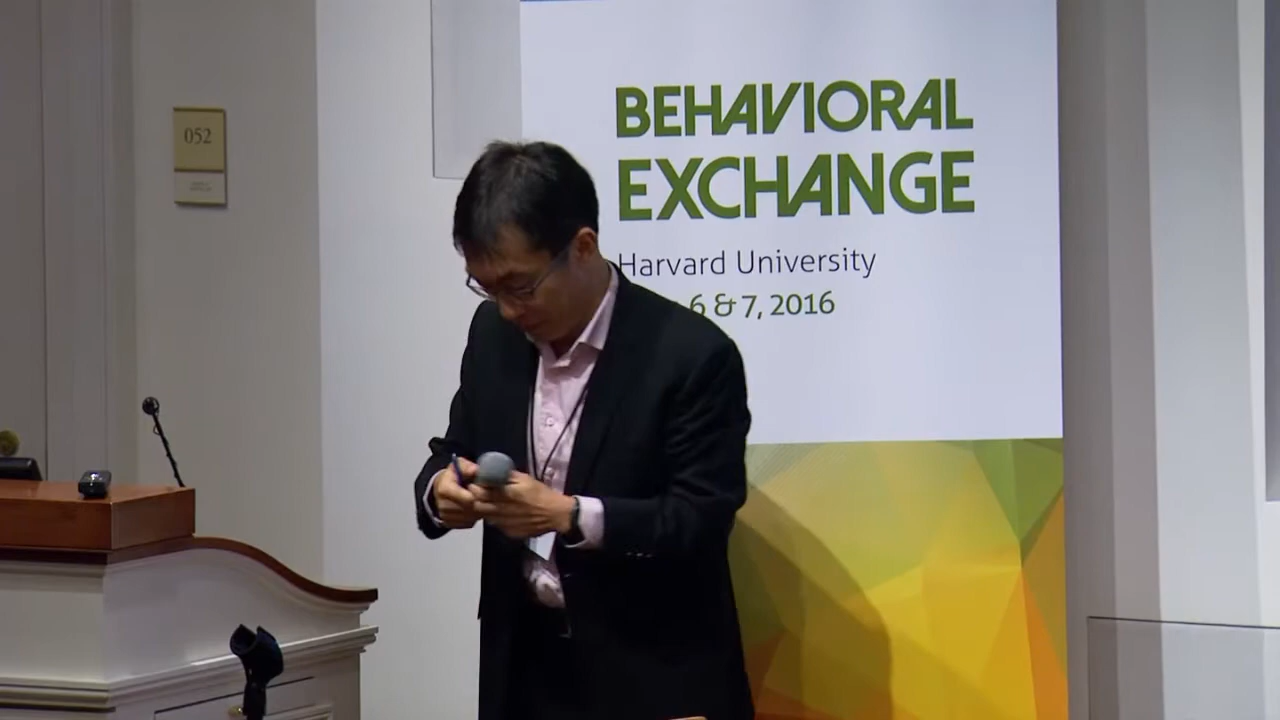 052
BEHAVIORAL
EXCHANGE
Harvard University
6 & 7, 2016